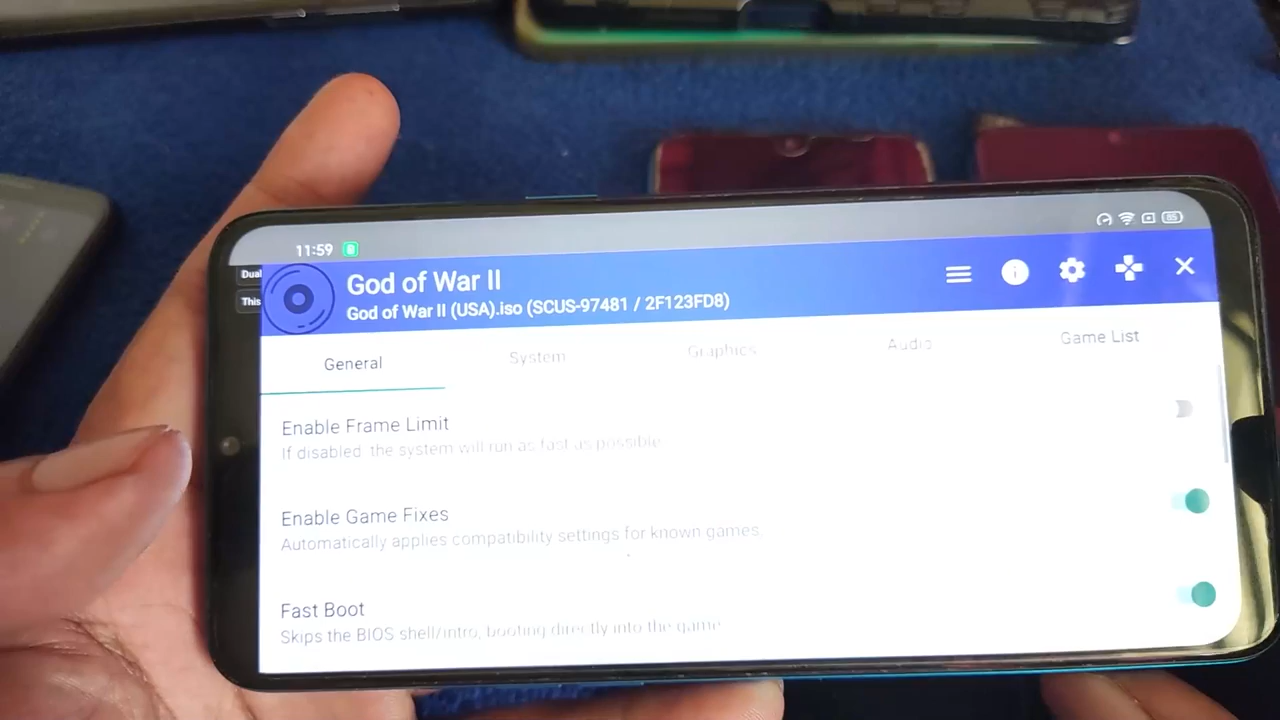 11:59
85
Dual
This
God of War II
God of War II (USA).iso (SCUS-97481 / 2F123FD8)
General
System
Graphics
Audio
Game List
Enable Frame Limit
If disabled, the system will run as fast as possible.
Enable Game Fixes
Automatically applies compatibility settings for known games.
Fast Boot
Skips the BIOS shell/intro, booting directly into the game.